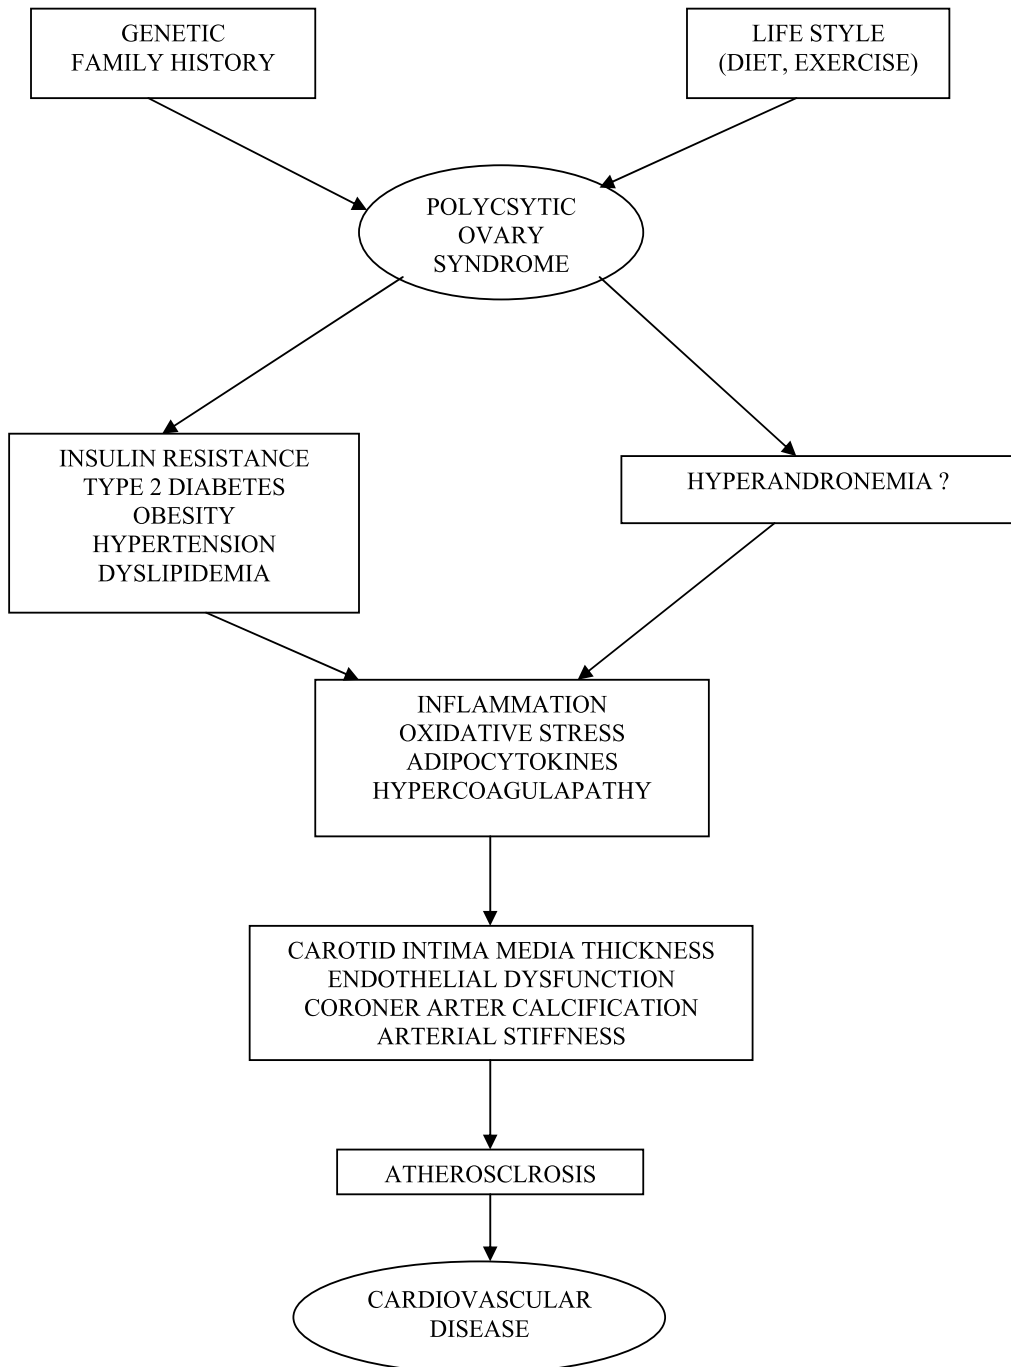 GENETIC
FAMILY HISTORY
LIFE STYLE
(DIET, EXERCISE)
POLYCSYTIC
OVARY
SYNDROME
INSULIN RESISTANCE
TYPE 2 DIABETES
OBESITY
HYPERTENSION
DYSLIPIDEMIA
HYPERANDRONEMIA ?
INFLAMMATION
OXIDATIVE STRESS
ADIPOCYTOKINES
HYPERCOAGULAPATHY
CAROTID INTIMA MEDIA THICKNESS
ENDOTHELIAL DYSFUNCTION
CORONER ARTER CALCIFICATION
ARTERIAL STIFFNESS
ATHEROSCLROSIS
CARDIOVASCULAR
DISEASE